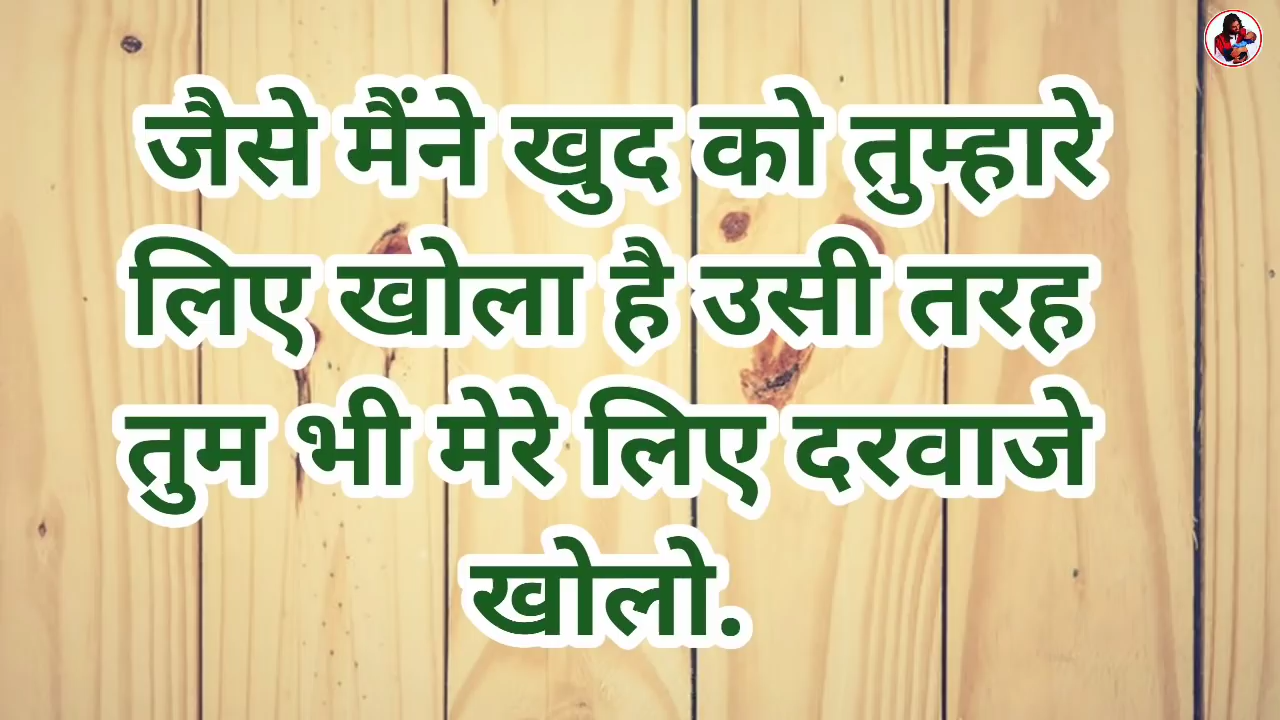 जैसे मैंने खुद को तुम्हारे
लिए खोला है उसी तरह
तुम भी मेरे लिए दरवाजे
खोलो.